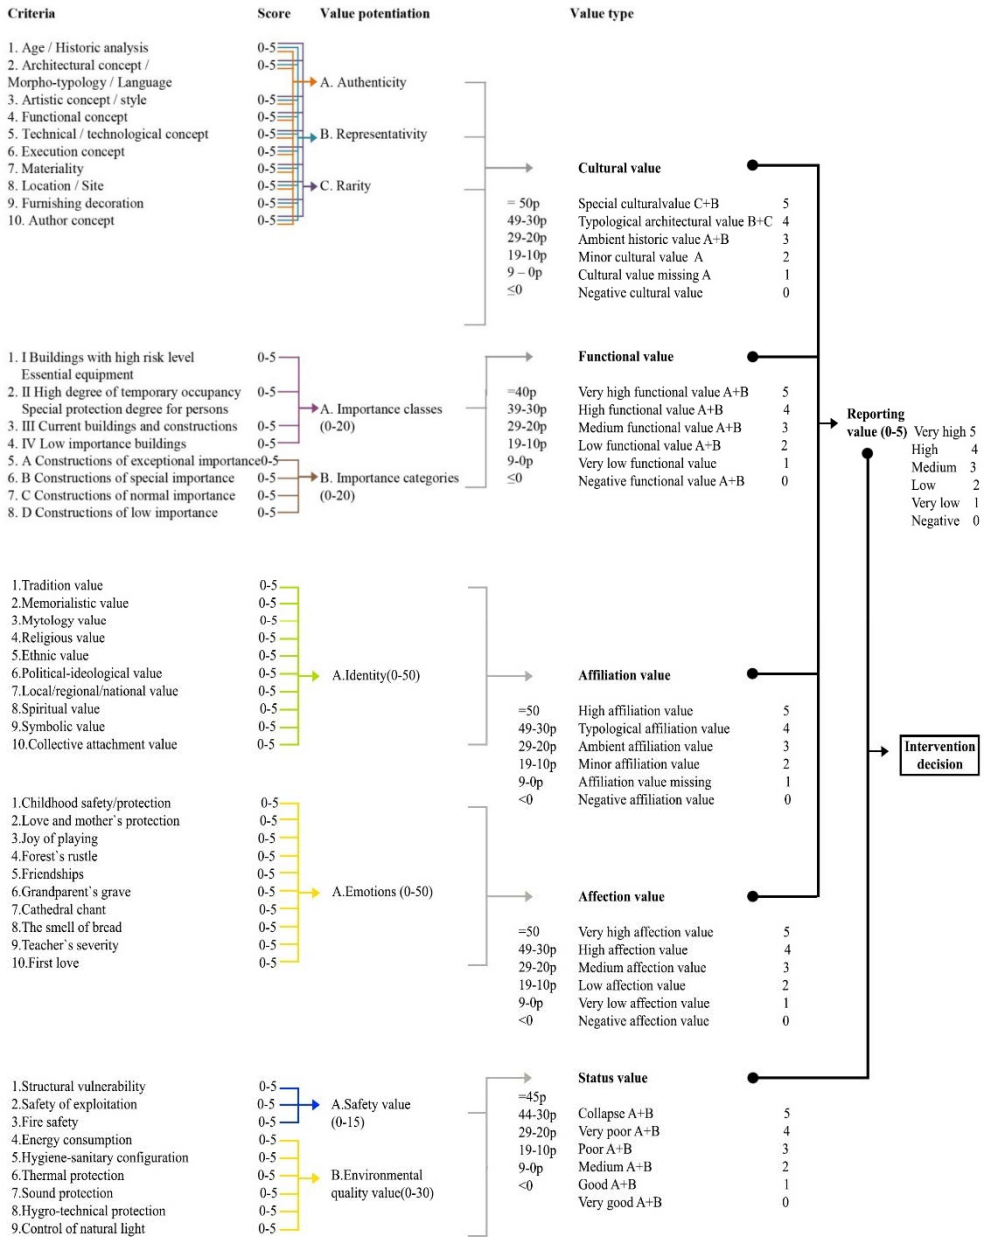 Criteria Score Value potentiation Value type
1. Age / Historic analysis 0-5
2. Architectural concept / 0-5
Morpho-typology / Language A. Authenticity
3. Artistic concept / style 0-5
4. Functional concept 0-5
5. Technical / technological concept 0-5 B. Representativity
6. Execution concept 0-5
7. Materiality 0-5 Cultural value
8. Location / Site 0-5 C. Rarity
9. Furnishing decoration 0-5 = 50p Special culturalvalue C+B 5
10. Author concept 0-5 49-30p Typological architectural value B+C 4
29-20p Ambient historic value A+B 3
19-10p Minor cultural value A 2
9 – 0p Cultural value missing A 1
≤0 Negative cultural value 0
1. I Buildings with high risk level 0-5 Functional value
Essential equipment
2. II High degree of temporary occupancy 0-5 =40p Very high functional value A+B 5
Special protection degree for persons A. Importance classes 39-30p High functional value A+B 4
3. III Current buildings and constructions 0-5 (0-20) 29-20p Medium functional value A+B 3
4. IV Low importance buildings 0-5 19-10p Low functional value A+B 2
5. A Constructions of exceptional importance 0-5 9-0p Very low functional value 1
6. B Constructions of special importance 0-5 B. Importance categories ≤0 Negative functional value A+B 0
7. C Constructions of normal importance 0-5 (0-20)
8. D Constructions of low importance 0-5
Reporting
value (0-5) Very high 5
High 4
Medium 3
Low 2
Very low 1
Negative 0
1.Tradition value 0-5
2.Memorialistic value 0-5
3.Mytology value 0-5
4.Religious value 0-5
5.Ethnic value 0-5
6.Political-ideological value 0-5 A.Identity(0-50) Affiliation value
7.Local/regional/national value 0-5
8.Spiritual value 0-5 =50 High affiliation value 5
9.Symbolic value 0-5 49-30p Typological affiliation value 4
10.Collective attachment value 0-5 29-20p Ambient affiliation value 3
19-10p Minor affiliation value 2
9-0p Affiliation value missing 1
<0 Negative affiliation value 0
Intervention
decision
1.Childhood safety/protection 0-5
2.Love and mother`s protection 0-5
3.Joy of playing 0-5
4.Forest`s rustle 0-5
5.Friendships 0-5
6.Grandparent`s grave 0-5 A.Emotions (0-50) Affection value
7.Cathedral chant 0-5
8.The smell of bread 0-5 =50 Very high affection value 5
9.Teacher`s severity 0-5 49-30p High affection value 4
10.First love 0-5 29-20p Medium affection value 3
19-10p Low affection value 2
9-0p Very low affection value 1
<0 Negative affection value 0
1.Structural vulnerability 0-5 Status value
2.Safety of exploitation 0-5 A.Safety value =45p
3.Fire safety 0-5 (0-15) 44-30p Collapse A+B 5
4.Energy consumption 0-5 29-20p Very poor A+B 4
5.Hygiene-sanitary configuration 0-5 19-10p Poor A+B 3
6.Thermal protection 0-5 B.Environmental 9-0p Medium A+B 2
7.Sound protection 0-5 quality value(0-30) <0 Good A+B 1
8.Hygro-technical protection 0-5 Very good A+B 0
9.Control of natural light 0-5